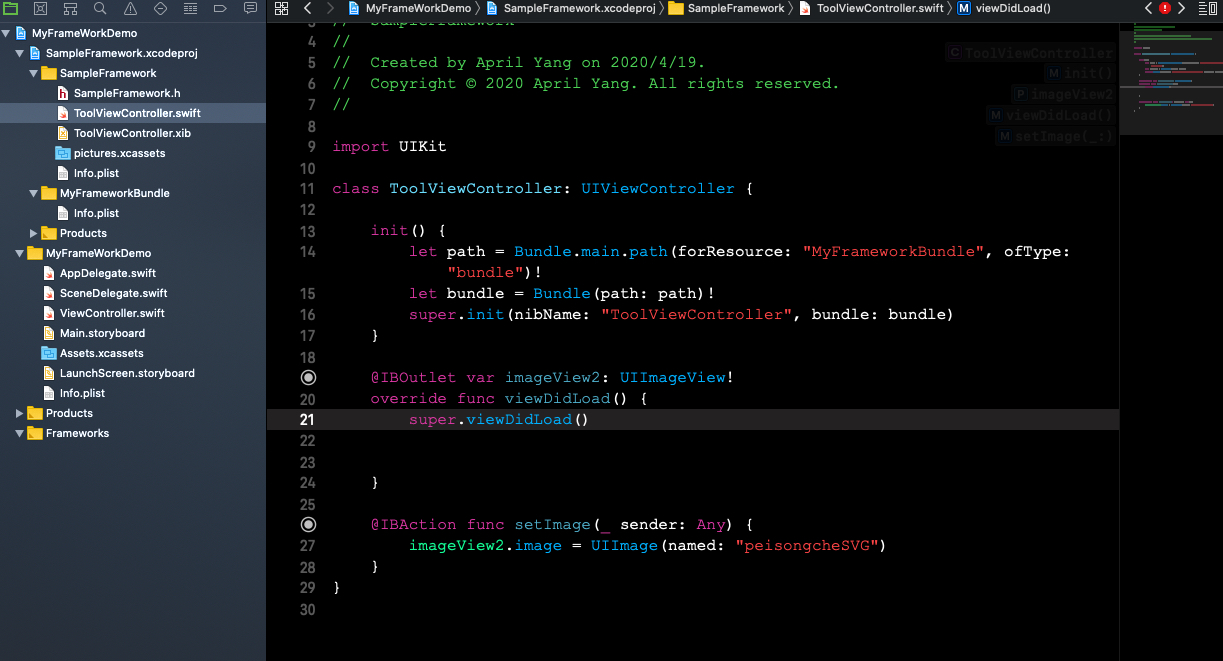 MyFrameWorkDemo
SampleFramework.xcodeproj
SampleFramework
SampleFramework.h
ToolViewController.swift
ToolViewController.xib
pictures.xcassets
Info.plist
MyFrameworkBundle
Info.plist
Products
MyFrameWorkDemo
AppDelegate.swift
SceneDelegate.swift
ViewController.swift
Main.storyboard
Assets.xcassets
LaunchScreen.storyboard
Info.plist
Products
Frameworks
MyFrameWorkDemo SampleFramework.xcodeproj SampleFramework ToolViewController.swift M viewDidLoad()
3 // SampleFramework
4 //
5 // Created by April Yang on 2020/4/19.
6 // Copyright © 2020 April Yang. All rights reserved.
7 //
8
9 import UIKit
10
11 class ToolViewController: UIViewController {
12
13 init() {
14 let path = Bundle.main.path(forResource: "MyFrameworkBundle", ofType:
"bundle")!
15 let bundle = Bundle(path: path)!
16 super.init(nibName: "ToolViewController", bundle: bundle)
17 }
18
@IBOutlet var imageView2: UIImageView!
20 override func viewDidLoad() {
21 super.viewDidLoad()
22
23
24 }
25
@IBAction func setImage(_ sender: Any) {
27 imageView2.image = UIImage(named: "peisongcheSVG")
28 }
29 }
30
C ToolViewController
M init()
P imageView2
M viewDidLoad()
M setImage(_:)